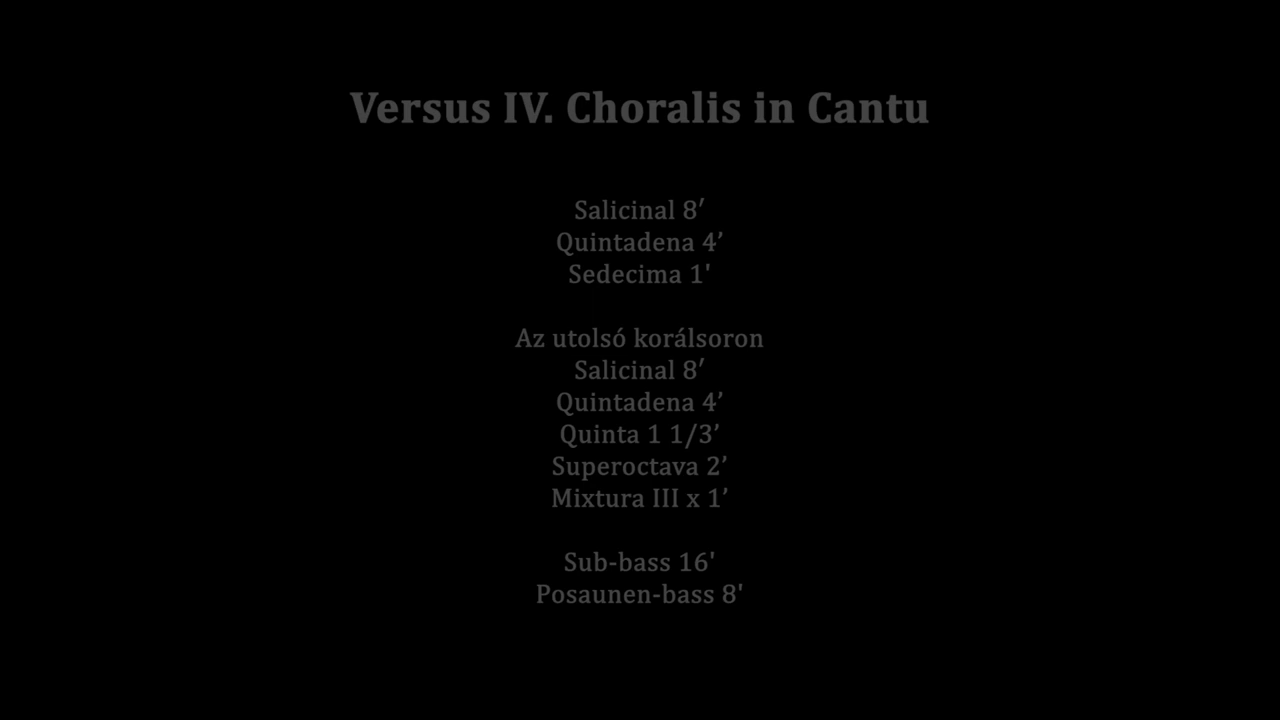 Versus IV. Choralis in Cantu
Salicinal 8′
Quintadena 4’
Sedecima 1'
Az utolsó korálsoron
Salicinal 8′
Quintadena 4’
Quinta 1 1/3’
Superoctava 2’
Mixtura III x 1’
Sub-bass 16'
Posaunen-bass 8'